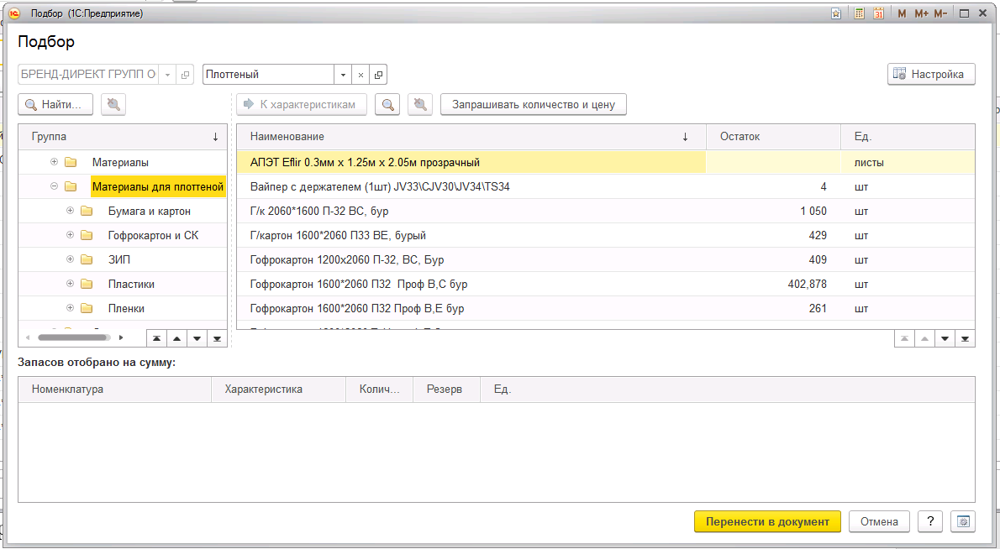 Подбор (1С:Предприятие)
M M+ M-
Подбор
БРЕНД-ДИРЕКТ ГРУПП О
Плоттеный
Настройка
Найти...
К характеристикам
Запрашивать количество и цену
Группа ↓
Наименование ↓ Остаток Ед.
Материалы
Материалы для плоттеной
Бумага и картон
Гофрокартон и СК
ЗИП
Пластики
Пленки
АПЭТ Eflir 0.3мм х 1.25м х 2.05м прозрачный листы
Вайпер с держателем (1шт) JV33\CJV30\JV34\TS34 4 шт
Г/к 2060*1600 П-32 ВС, бур 1 050 шт
Г/картон 1600*2060 П33 ВЕ, бурый 429 шт
Гофрокартон 1200х2060 П-32, ВС, Бур 409 шт
Гофрокартон 1600*2060 П32  Проф В,С бур 402,878 шт
Гофрокартон 1600*2060 П32 Проф В,Е бур 261 шт
Запасов отобрано на сумму:
Номенклатура Характеристика Колич... Резерв Ед.
Перенести в документ
Отмена
?